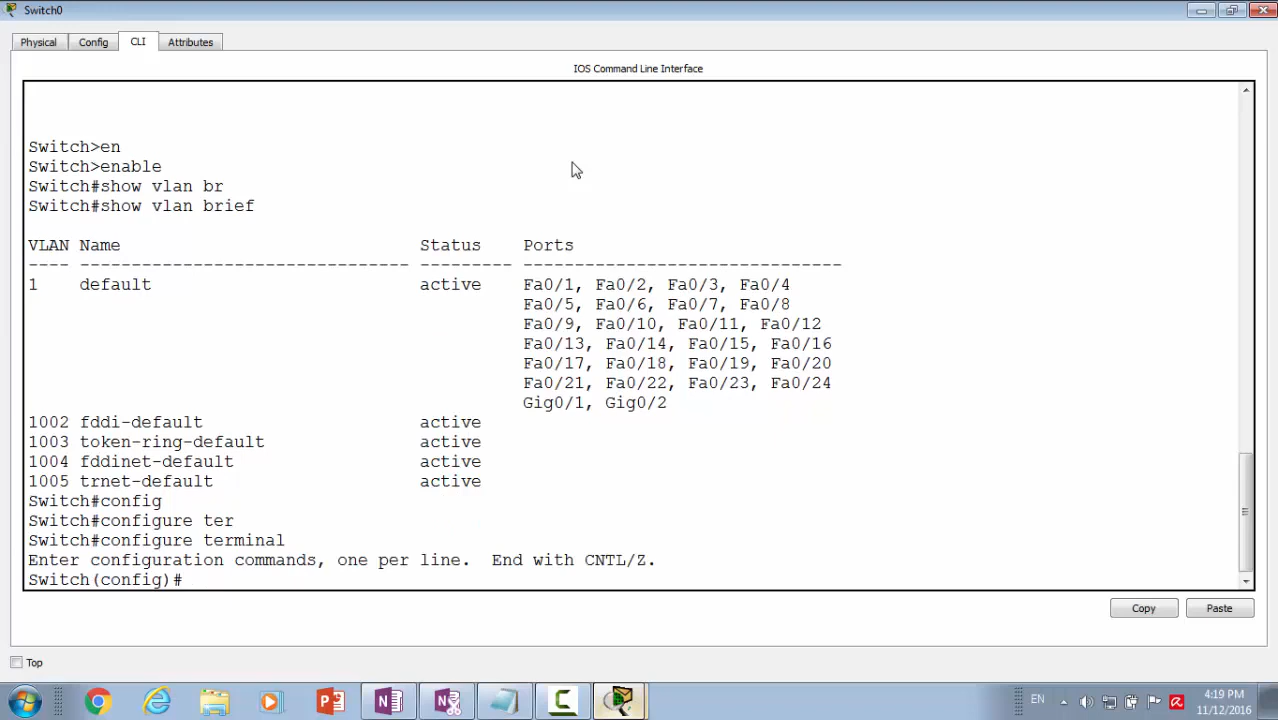 Switch0
Physical Config CLI Attributes
IOS Command Line Interface
Switch>en
Switch>enable
Switch#show vlan br
Switch#show vlan brief
VLAN Name                             Status    Ports
---- -------------------------------- --------- -------------------------------
1    default                          active    Fa0/1, Fa0/2, Fa0/3, Fa0/4
                                                Fa0/5, Fa0/6, Fa0/7, Fa0/8
                                                Fa0/9, Fa0/10, Fa0/11, Fa0/12
                                                Fa0/13, Fa0/14, Fa0/15, Fa0/16
                                                Fa0/17, Fa0/18, Fa0/19, Fa0/20
                                                Fa0/21, Fa0/22, Fa0/23, Fa0/24
                                                Gig0/1, Gig0/2
1002 fddi-default                     active
1003 token-ring-default               active
1004 fddinet-default                  active
1005 trnet-default                    active
Switch#config
Switch#configure ter
Switch#configure terminal
Enter configuration commands, one per line.  End with CNTL/Z.
Switch(config)#
Copy Paste
Top
EN 4:19 PM
11/12/2016